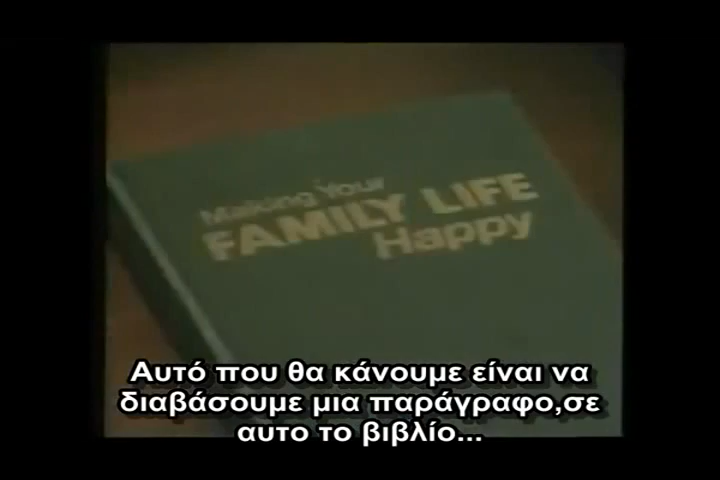 Making Your
FAMILY LIFE
Happy
Αυτό που θα κάνουμε είναι να
διαβάσουμε μια παράγραφο,σε
αυτο το βιβλίο...